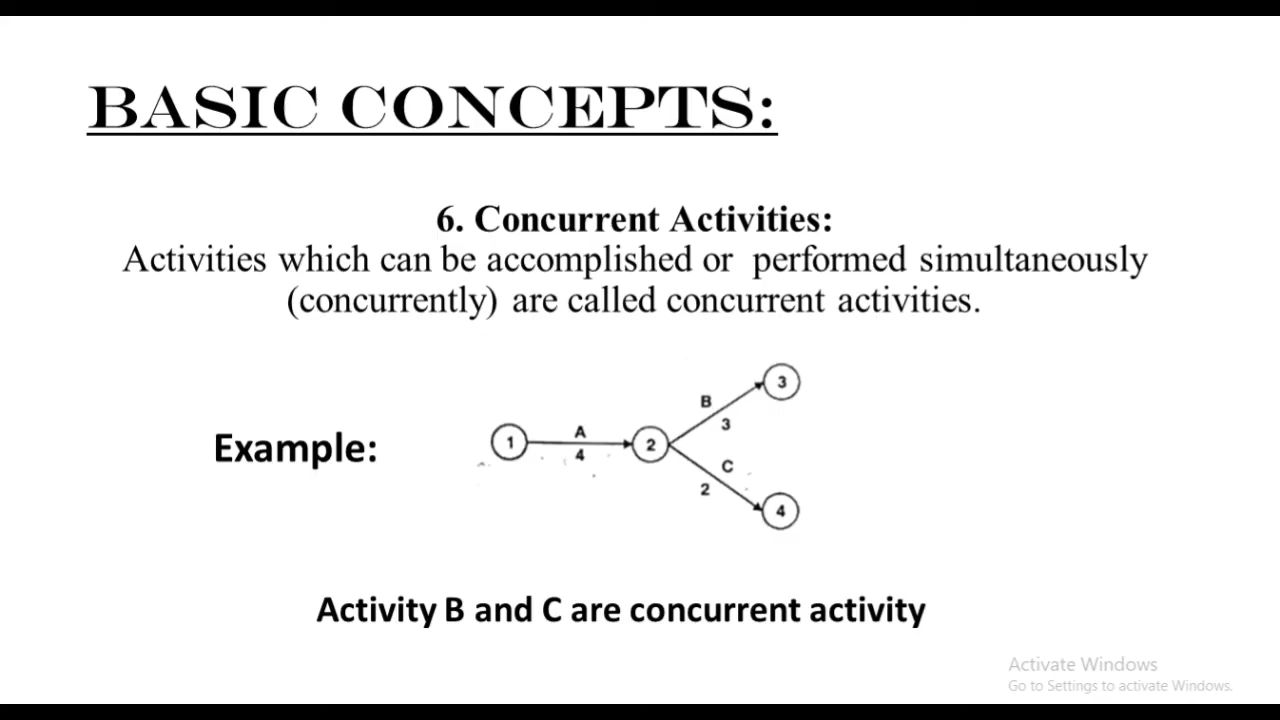 BASIC CONCEPTS:
6. Concurrent Activities:
Activities which can be accomplished or performed simultaneously
(concurrently) are called concurrent activities.
Example:
1
A
4
2
B
3
3
C
2
4
Activity B and C are concurrent activity
Activate Windows
Go to Settings to activate Windows.